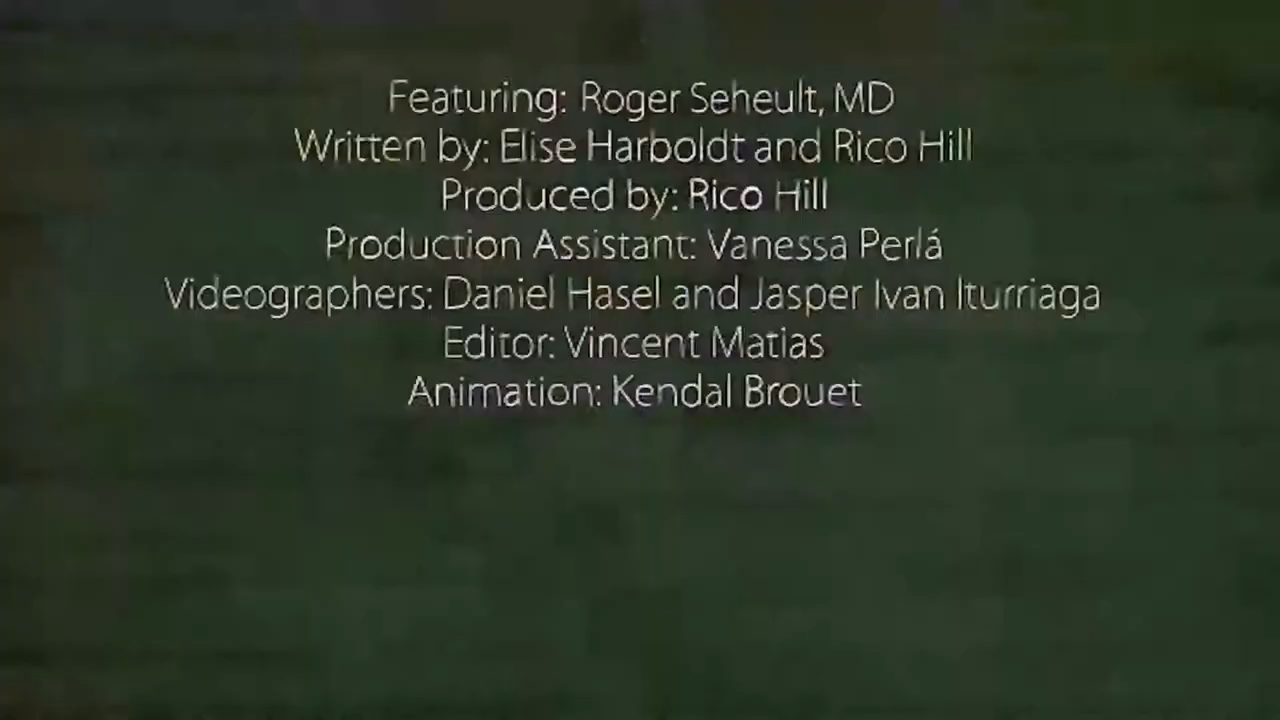 Featuring: Roger Seheult, MD
Written by: Elise Harboldt and Rico Hill
Produced by: Rico Hill
Production Assistant: Vanessa Perlá
Videographers: Daniel Hasel and Jasper Ivan Iturriaga
Editor: Vincent Matias
Animation: Kendal Brouet